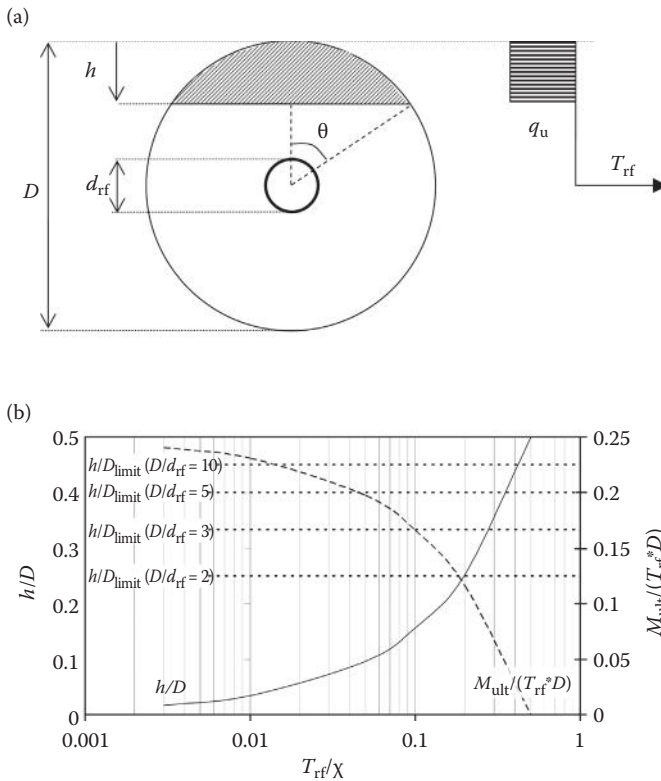 (a)
h
θ
D
d_rf
q_u
T_rf
(b)
0.5
0.4
0.3
0.2
0.1
0
h/D
h/D_limit (D/d_rf = 10)
h/D_limit (D/d_rf = 5)
h/D_limit (D/d_rf = 3)
h/D_limit (D/d_rf = 2)
h/D
M_ult/(T_rf*D)
0.25
0.2
0.15
0.1
0.05
0
M_ult/(T_rf*D)
0.001
0.01
0.1
1
T_rf/χ